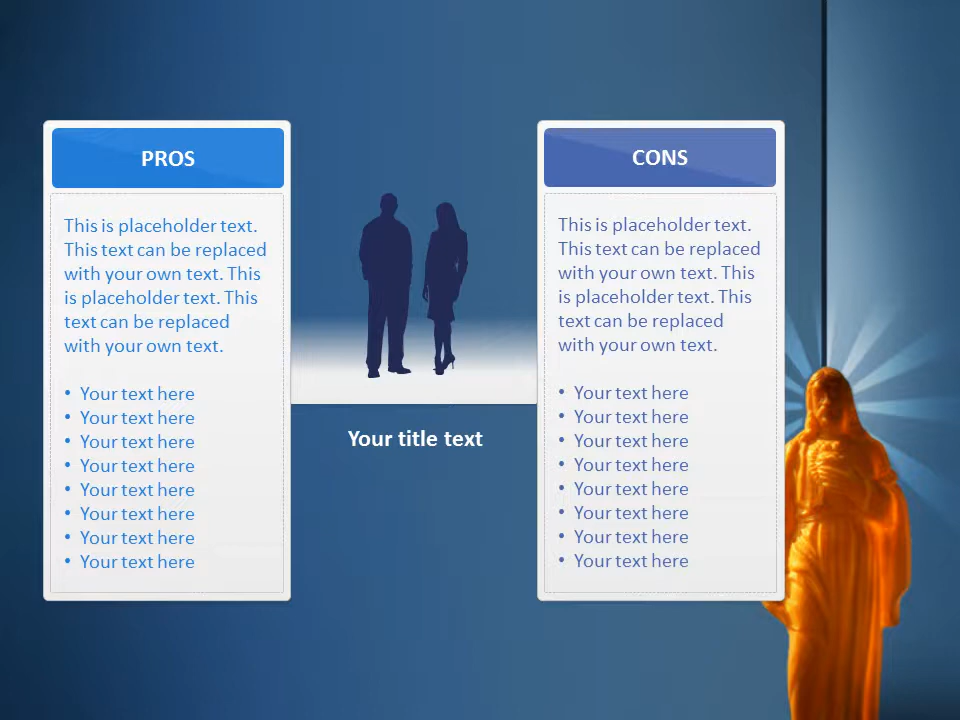 PROS
This is placeholder text.
This text can be replaced
with your own text. This
is placeholder text. This
text can be replaced
with your own text.
• Your text here
• Your text here
• Your text here
• Your text here
• Your text here
• Your text here
• Your text here
• Your text here
Your title text
CONS
This is placeholder text.
This text can be replaced
with your own text. This
is placeholder text. This
text can be replaced
with your own text.
• Your text here
• Your text here
• Your text here
• Your text here
• Your text here
• Your text here
• Your text here
• Your text here